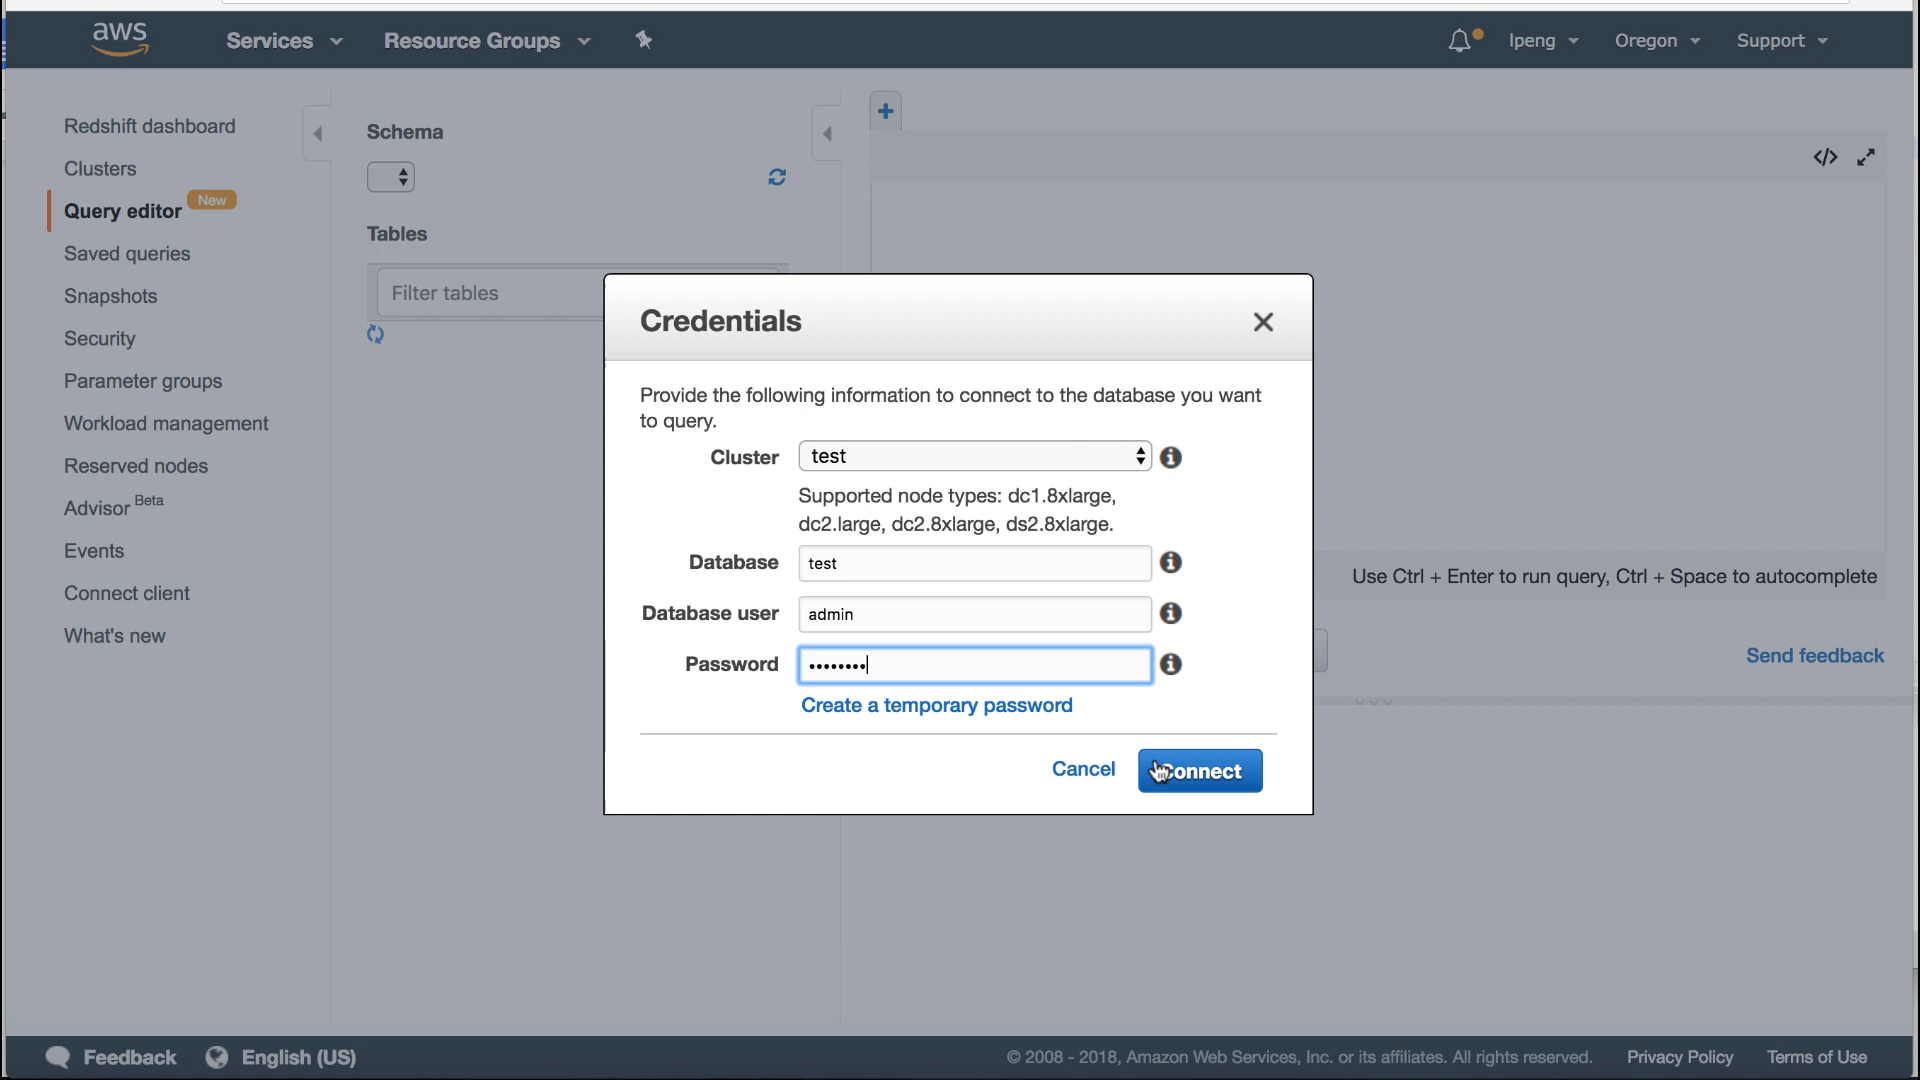 aws
Services
Resource Groups
Ipeng
Oregon
Support
Redshift dashboard
Clusters
Query editor New
Saved queries
Snapshots
Security
Parameter groups
Workload management
Reserved nodes
Advisor Beta
Events
Connect client
What's new
Schema
Tables
Filter tables
+
</>
Credentials
Provide the following information to connect to the database you want
to query.
Cluster test
Supported node types: dc1.8xlarge,
dc2.large, dc2.8xlarge, ds2.8xlarge.
Database test
Database user admin
Password ••••••••
Create a temporary password
Cancel
Connect
Use Ctrl + Enter to run query, Ctrl + Space to autocomplete
Send feedback
Feedback
English (US)
© 2008 - 2018, Amazon Web Services, Inc. or its affiliates. All rights reserved.
Privacy Policy
Terms of Use